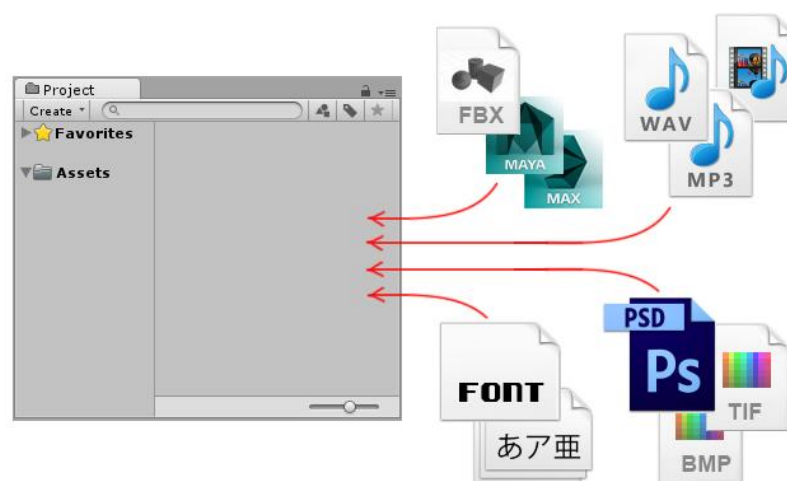 Project
Create
Favorites
Assets
FBX
MAYA
MAX
WAV
MP3
FONT
あア亜
PSD
Ps
TIF
BMP